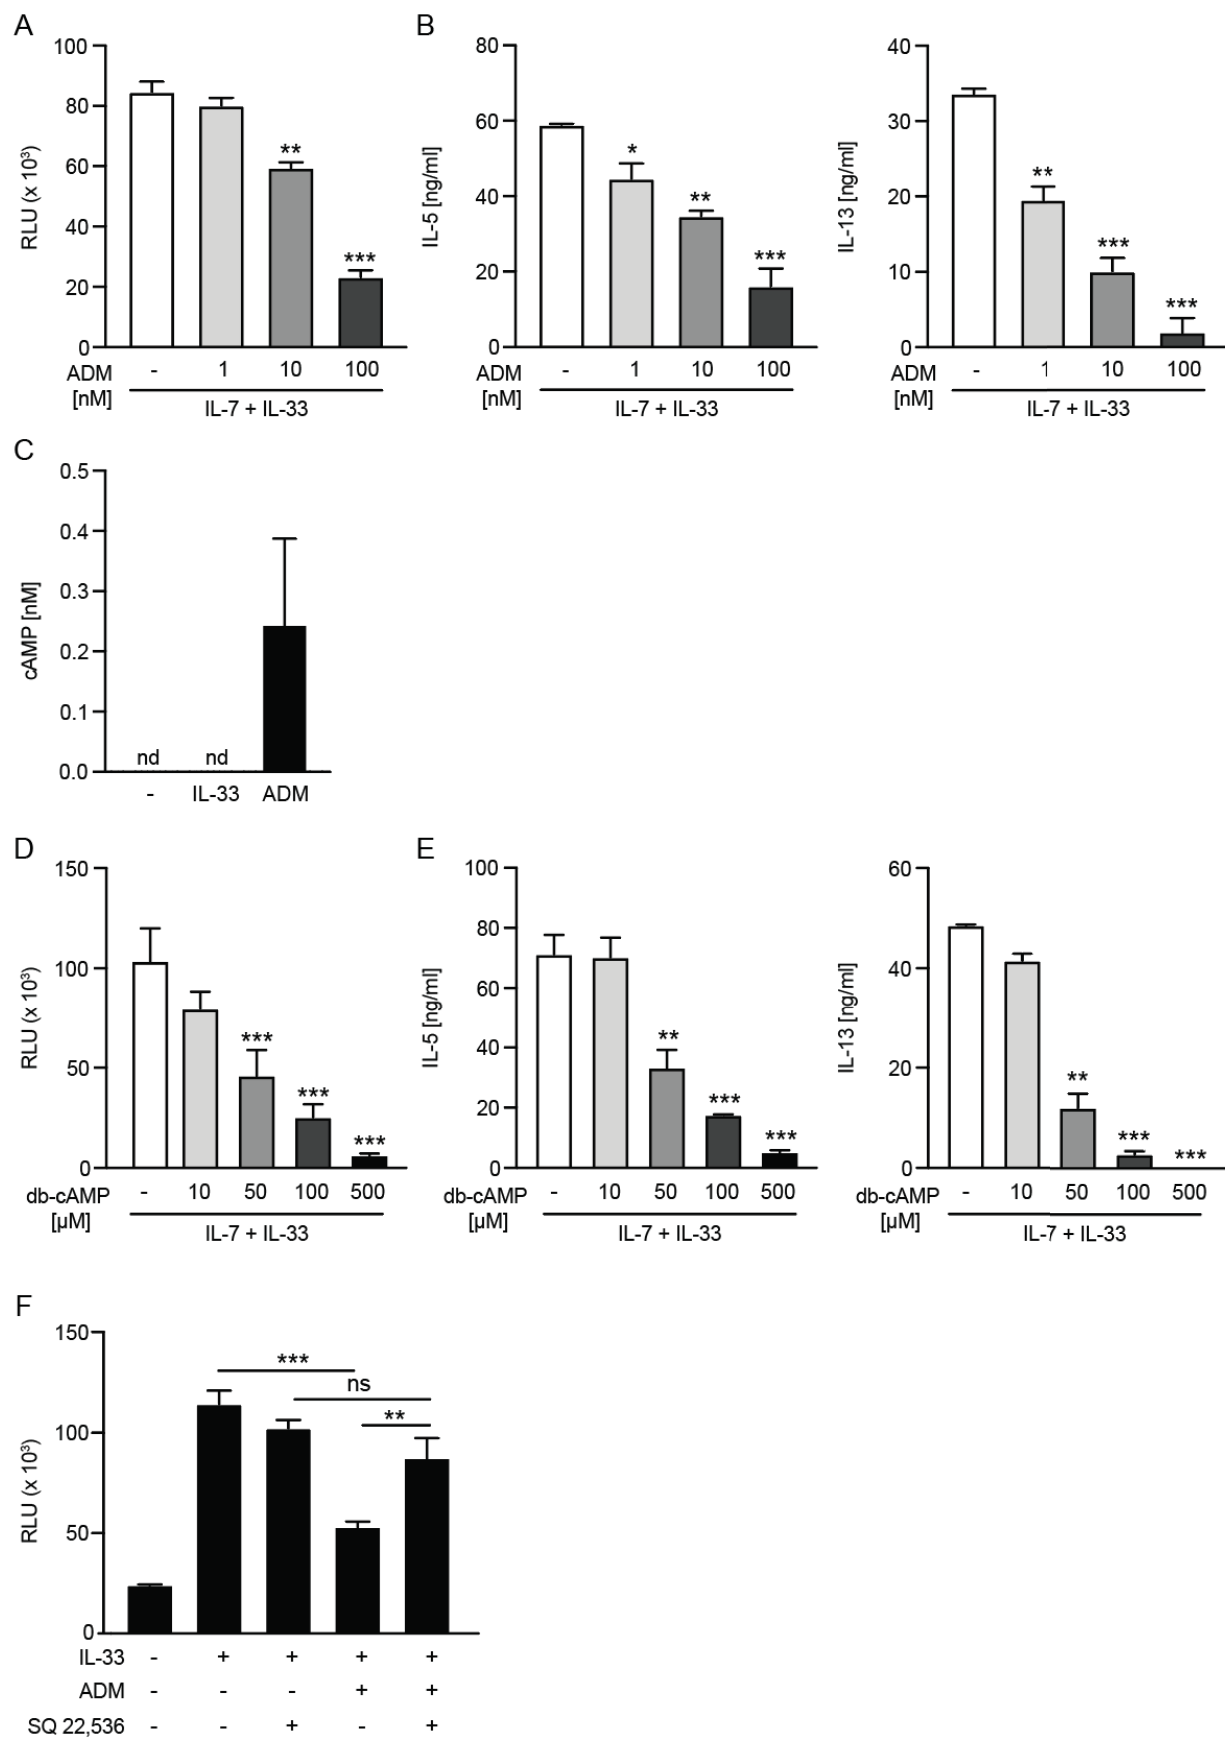 A
RLU (x 10³)
100
80
60
40
20
0
**
***
ADM
[nM]
- 1 10 100
IL-7 + IL-33
B
IL-5 [ng/ml]
80
60
40
20
0
*
**
***
ADM
[nM]
- 1 10 100
IL-7 + IL-33
IL-13 [ng/ml]
40
30
20
10
0
**
***
***
ADM
[nM]
- 1 10 100
IL-7 + IL-33
C
cAMP [nM]
0.5
0.4
0.3
0.2
0.1
0.0
nd nd
- IL-33 ADM
D
RLU (x 10³)
150
100
50
0
***
***
***
db-cAMP
[µM]
- 10 50 100 500
IL-7 + IL-33
E
IL-5 [ng/ml]
100
80
60
40
20
0
**
***
***
db-cAMP
[µM]
- 10 50 100 500
IL-7 + IL-33
IL-13 [ng/ml]
60
40
20
0
**
***
***
db-cAMP
[µM]
- 10 50 100 500
IL-7 + IL-33
F
RLU (x 10³)
150
100
50
0
***
ns
**
IL-33 - + + + +
ADM - - - + +
SQ 22,536 - - + - +